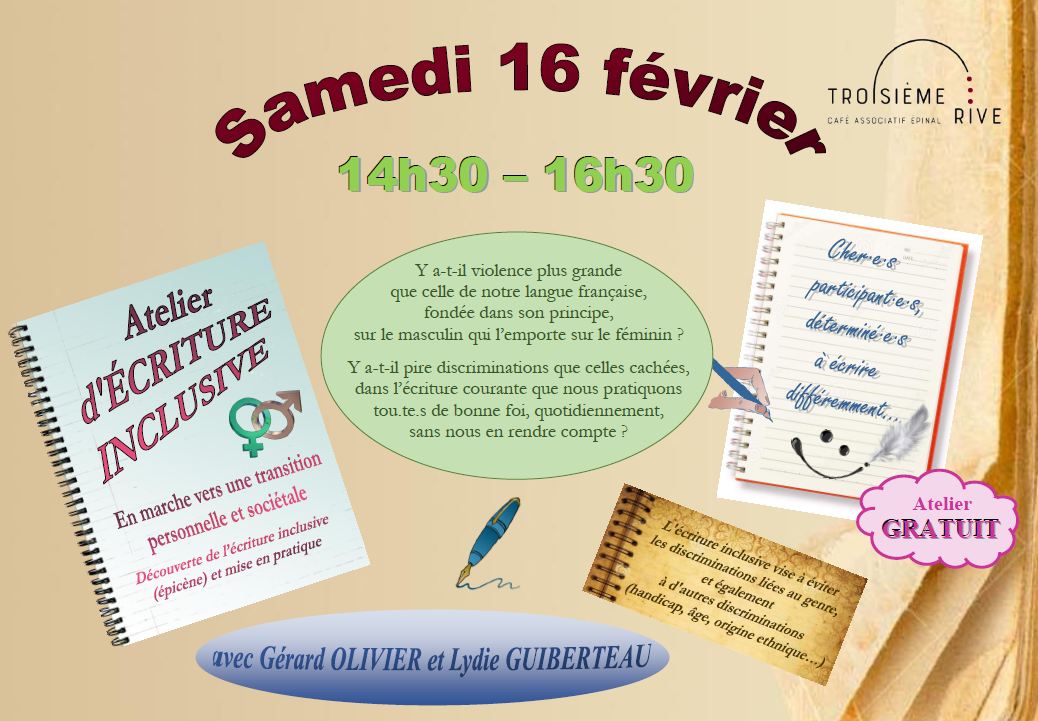 Samedi 16 février
TROISIÈME
RIVE
CAFÉ ASSOCIATIF EPINAL
14h30 – 16h30
Atelier
d'ÉCRITURE
INCLUSIVE
En marche vers une transition
personnelle et sociétale
Découverte de l'écriture inclusive
(épicène) et mise en pratique
Y a-t-il violence plus grande
que celle de notre langue française,
fondée dans son principe,
sur le masculin qui l'emporte sur le féminin ?
Y a-t-il pire discriminations que celles cachées,
dans l'écriture courante que nous pratiquons
tou.te.s de bonne foi, quotidiennement,
sans nous en rendre compte ?
Cher·e·s
participant·e·s,
déterminé·e·s
à écrire
différemment...
Atelier
GRATUIT
L'écriture inclusive vise à éviter
les discriminations liées au genre,
et également
à d'autres discriminations
(handicap, âge, origine ethnique...)
avec Gérard OLIVIER et Lydie GUIBERTEAU